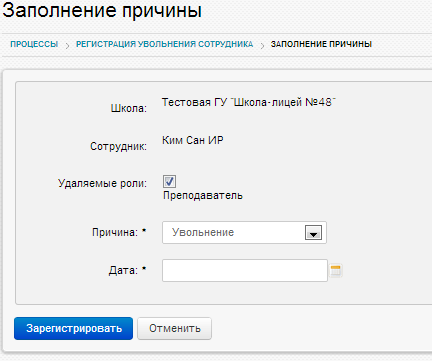 Заполнение причины
ПРОЦЕССЫ > РЕГИСТРАЦИЯ УВОЛЬНЕНИЯ СОТРУДНИКА > ЗАПОЛНЕНИЕ ПРИЧИНЫ
Школа: Тестовая ГУ "Школа-лицей №48"
Сотрудник: Ким Сан ИР
Удаляемые роли:
Преподаватель
Причина: * Увольнение
Дата: *
Зарегистрировать Отменить